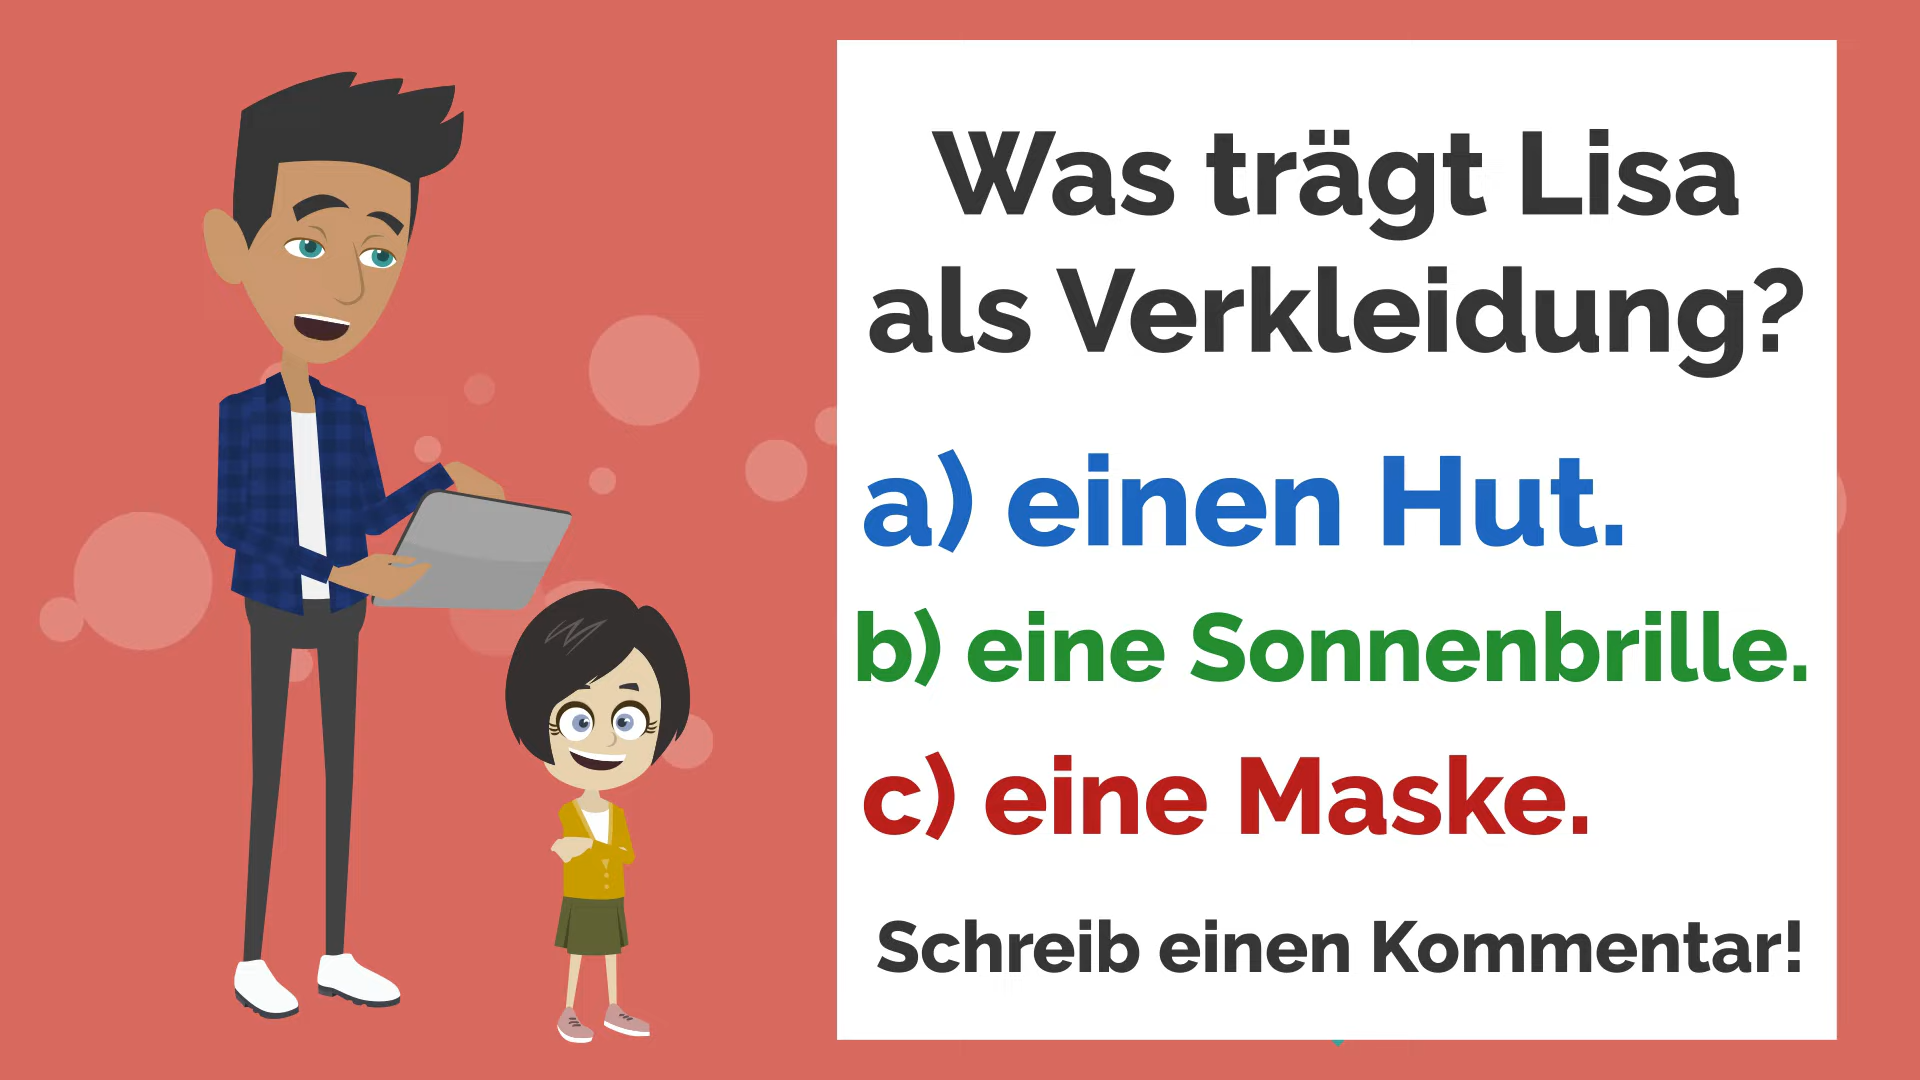 Was trägt Lisa
als Verkleidung?
a) einen Hut.
b) eine Sonnenbrille.
c) eine Maske.
Schreib einen Kommentar!